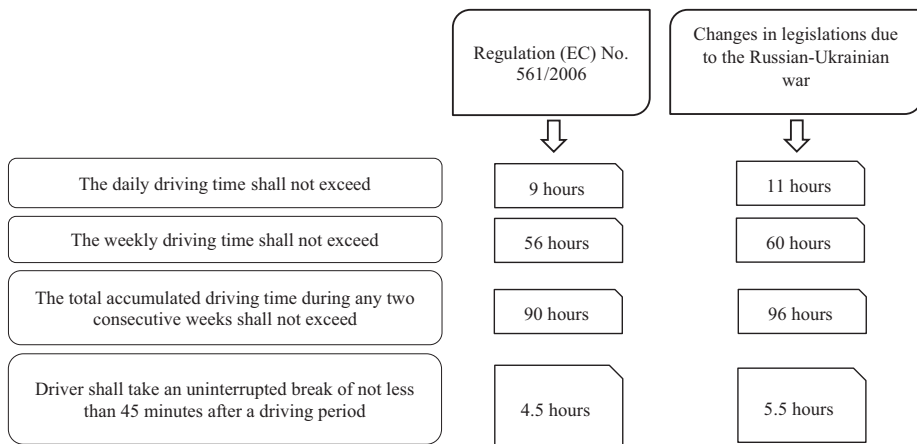 Regulation (EC) No.
561/2006
Changes in legislations due
to the Russian-Ukrainian
war
The daily driving time shall not exceed
9 hours
11 hours
The weekly driving time shall not exceed
56 hours
60 hours
The total accumulated driving time during any two
consecutive weeks shall not exceed
90 hours
96 hours
Driver shall take an uninterrupted break of not less
than 45 minutes after a driving period
4.5 hours
5.5 hours